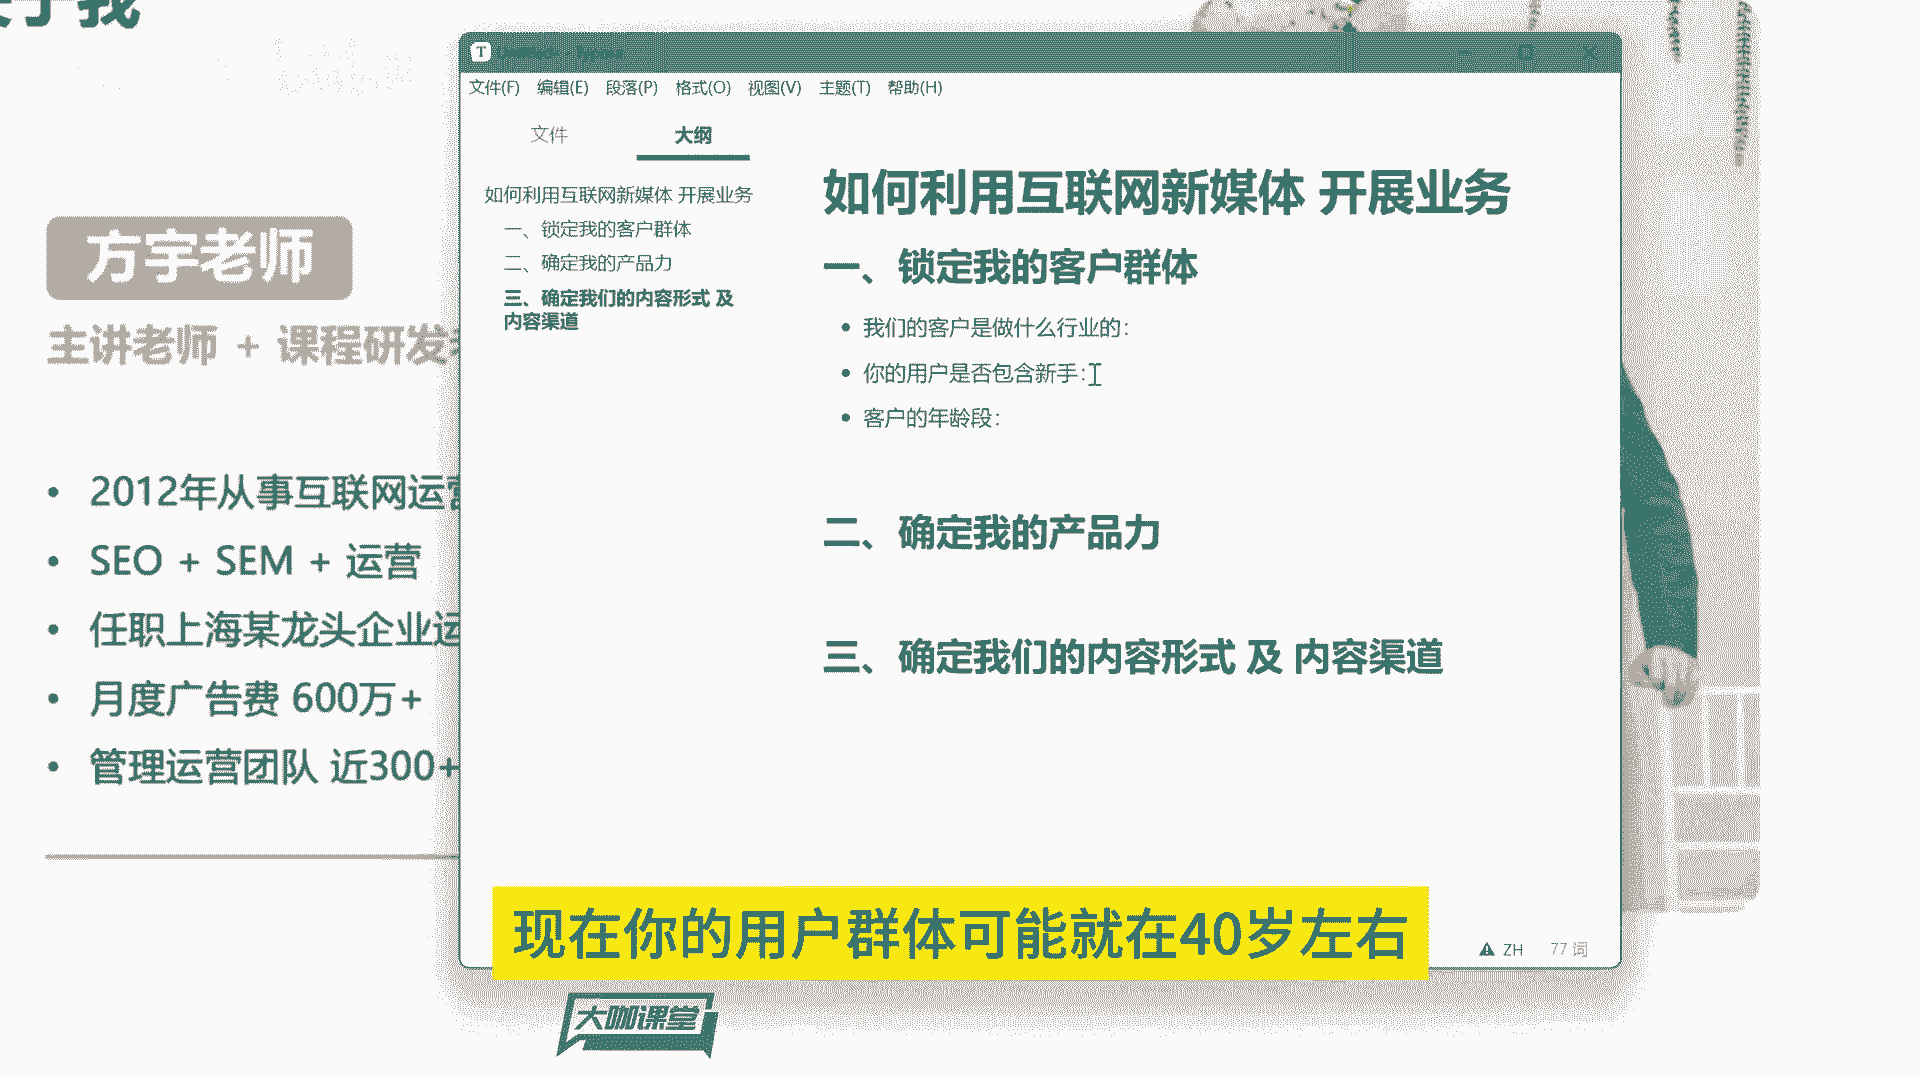 方宇老师
主讲老师 + 课程研发
• 2012年从事互联网运营
• SEO + SEM + 运营
• 任职上海某龙头企业运
• 月度广告费 600万+
• 管理运营团队 近300+
T
文件(F) 编辑(E) 段落(P) 格式(O) 视图(V) 主题(T) 帮助(H)
文件 大纲
如何利用互联网新媒体 开展业务
一、锁定我的客户群体
二、确定我的产品力
三、确定我们的内容形式 及
内容渠道
如何利用互联网新媒体 开展业务
一、锁定我的客户群体
• 我们的客户是做什么行业的：
• 你的用户是否包含新手：
• 客户的年龄段：
二、确定我的产品力
三、确定我们的内容形式 及 内容渠道
ZH 77 词
现在你的用户群体可能就在40岁左右
大咖课堂